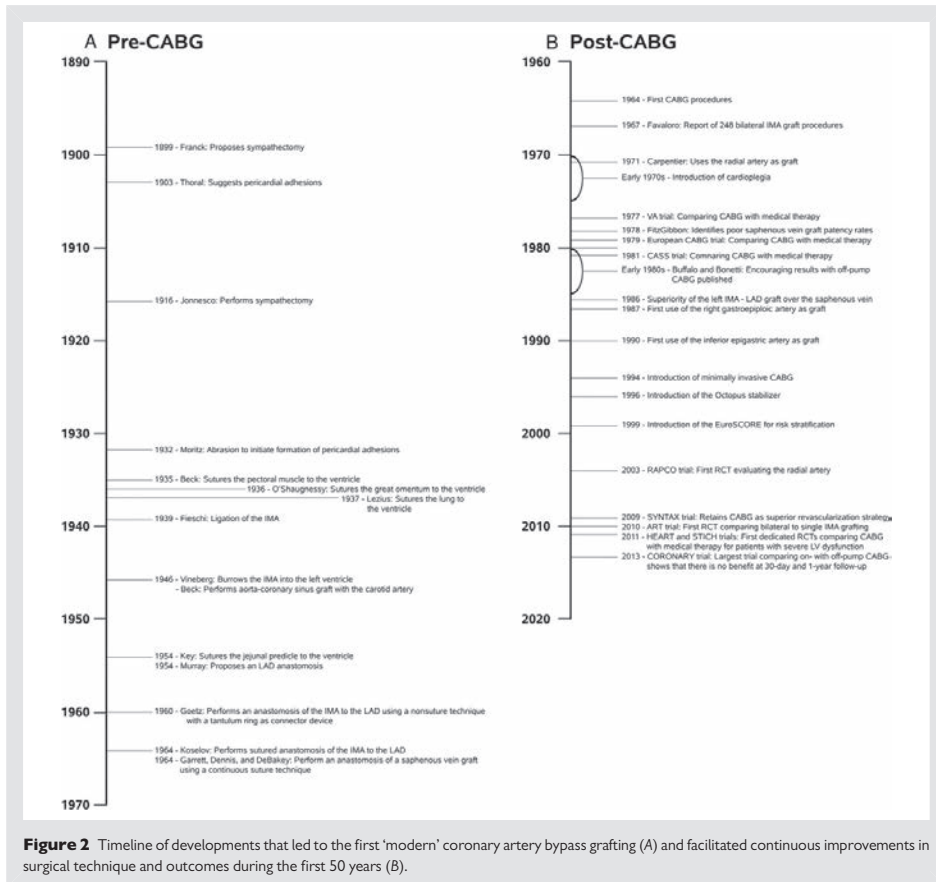 A Pre-CABG
1890
1900
1910
1920
1930
1940
1950
1960
1970
1899 - Franck: Proposes sympathectomy
1903 - Thoral: Suggests pericardial adhesions
1916 - Jonnesco: Performs sympathectomy
1932 - Moritz: Abrasion to initiate formation of pericardial adhesions
1935 - Beck: Sutures the pectoral muscle to the ventricle
1936 - O'Shaugnessy: Sutures the great omentum to the ventricle
1937 - Lezius: Sutures the lung to
the ventricle
1939 - Fieschi: Ligation of the IMA
1946 - Vineberg: Burrows the IMA into the left ventricle
- Beck: Performs aorta-coronary sinus graft with the carotid artery
1954 - Key: Sutures the jejunal predicle to the ventricle
1954 - Murray: Proposes an LAD anastomosis
1960 - Goetz: Performs an anastomosis of the IMA to the LAD using a nonsuture technique
with a tantulum ring as connector device
1964 - Koselov: Performs sutured anastomosis of the IMA to the LAD
1964 - Garrett, Dennis, and DeBakey: Perform an anastomosis of a saphenous vein graft
using a continuous suture technique
B Post-CABG
1960
1970
1980
1990
2000
2010
2020
1964 - First CABG procedures
1967 - Favaloro: Report of 248 bilateral IMA graft procedures
1971 - Carpentier: Uses the radial artery as graft
Early 1970s - Introduction of cardioplegia
1977 - VA trial: Comparing CABG with medical therapy
1978 - FitzGibbon: Identifies poor saphenous vein graft patency rates
1979 - European CABG trial: Comparing CABG with medical therapy
1981 - CASS trial: Comnaring CABG with medical therapy
Early 1980s - Buffalo and Bonetti: Encouraging results with off-pump
CABG published
1986 - Superiority of the left IMA - LAD graft over the saphenous vein
1987 - First use of the right gastroepiploic artery as graft
1990 - First use of the inferior epigastric artery as graft
1994 - Introduction of minimally invasive CABG
1996 - Introduction of the Octopus stabilizer
1999 - Introduction of the EuroSCORE for risk stratification
2003 - RAPCO trial: First RCT evaluating the radial artery
2009 - SYNTAX trial: Retains CABG as superior revascularization strategy
2010 - ART trial: First RCT comparing bilateral to single IMA grafting
2011 - HEART and STICH trials: First dedicated RCTs comparing CABG
with medical therapy for patients with severe LV dysfunction
2013 - CORONARY trial: Largest trial comparing on- with off-pump CABG-
shows that there is no benefit at 30-day and 1-year follow-up
Figure 2 Timeline of developments that led to the first ‘modern’ coronary artery bypass grafting (A) and facilitated continuous improvements in
surgical technique and outcomes during the first 50 years (B).